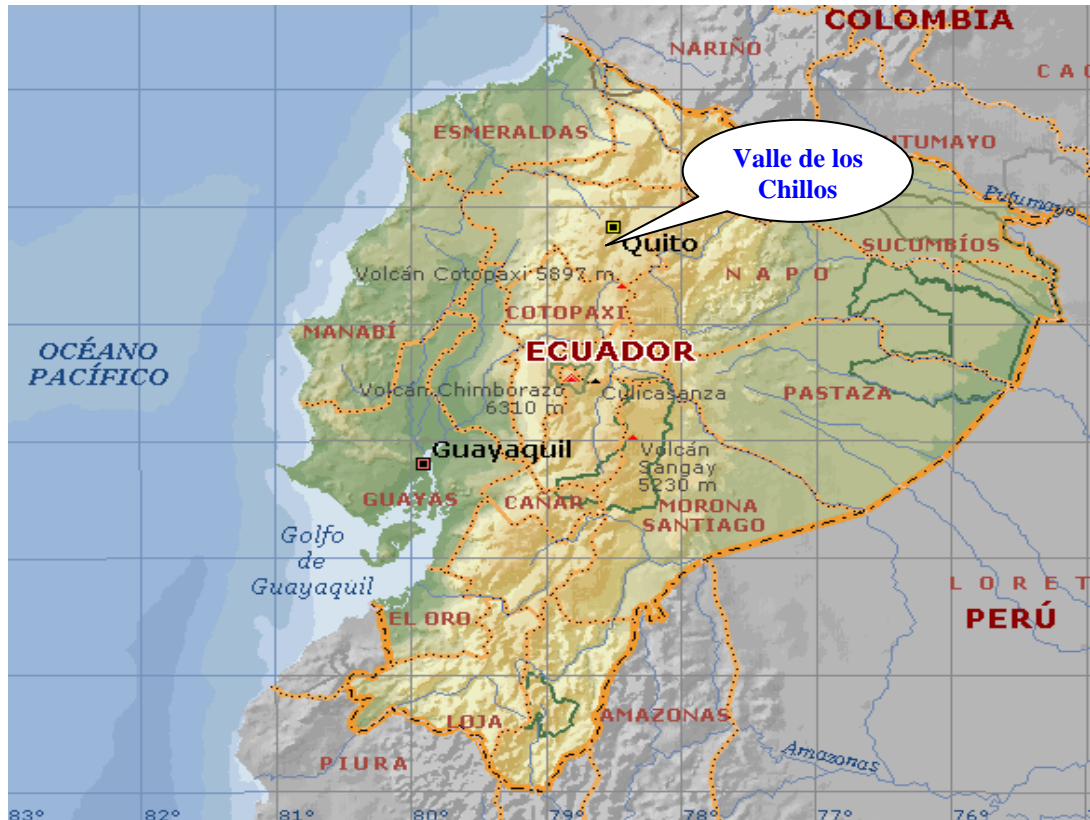 COLOMBIA
NARIÑO
CAQ
ESMERALDAS
Valle de los
Chillos
UTUMAYO
Putumayo
Quito
SUCUMBÍOS
Volcán Cotopaxi 5897 m
NAPO
COTOPAXI
MANABÍ
OCÉANO
PACÍFICO
ECUADOR
Volcán Chimborazo
6310 m
Culicasanza
PASTAZA
Guayaquil
Volcán
Sangay
5230 m
GUAYAS
CAÑAR
MORONA
SANTIAGO
Golfo
de
Guayaquil
LORET
PERÚ
EL ORO
LOJA
AMAZONAS
PIURA
Amazonas
83° 82° 81° 80° 79° 78° 77° 76°